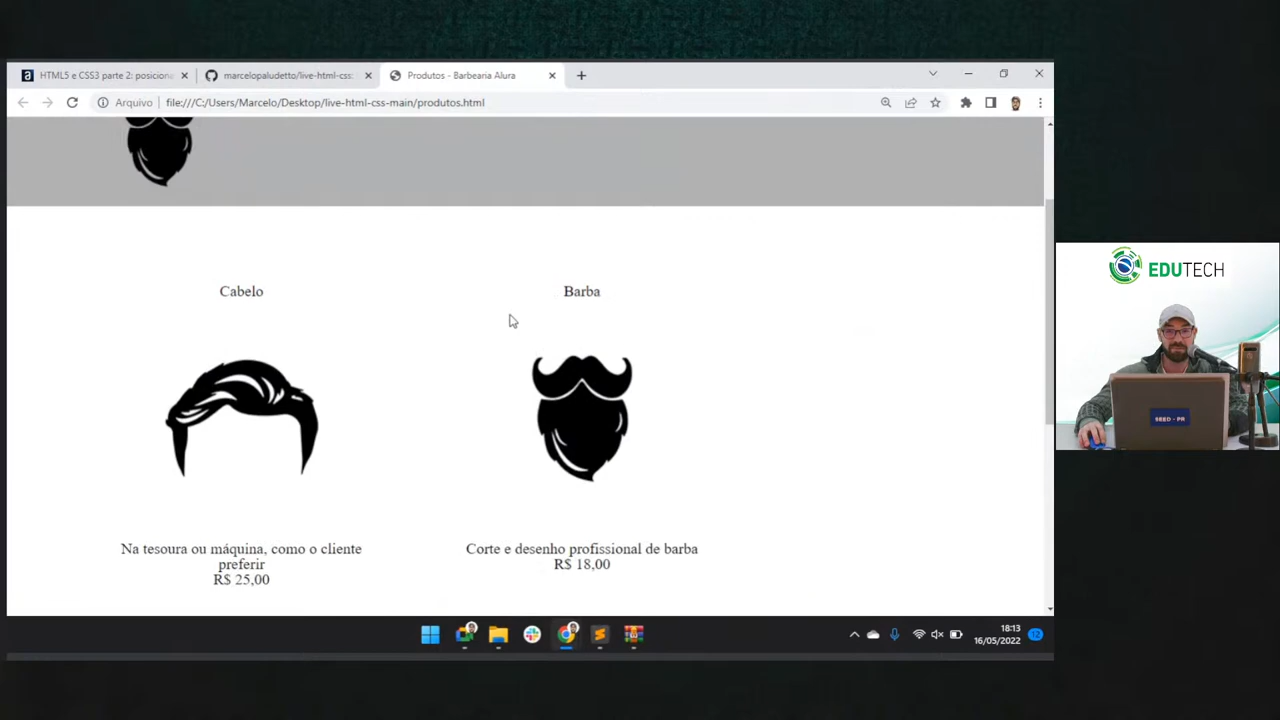 HTML5 e CSS3 parte 2: posiciona
marcelopaludetto/live-html-css:
Produtos - Barbearia Alura
Arquivo
file:///C:/Users/Marcelo/Desktop/live-html-css-main/produtos.html
Cabelo
Barba
Na tesoura ou máquina, como o cliente
preferir
R$ 25,00
Corte e desenho profissional de barba
R$ 18,00
EDUTECH
SEED - PR
18:13
16/05/2022
12